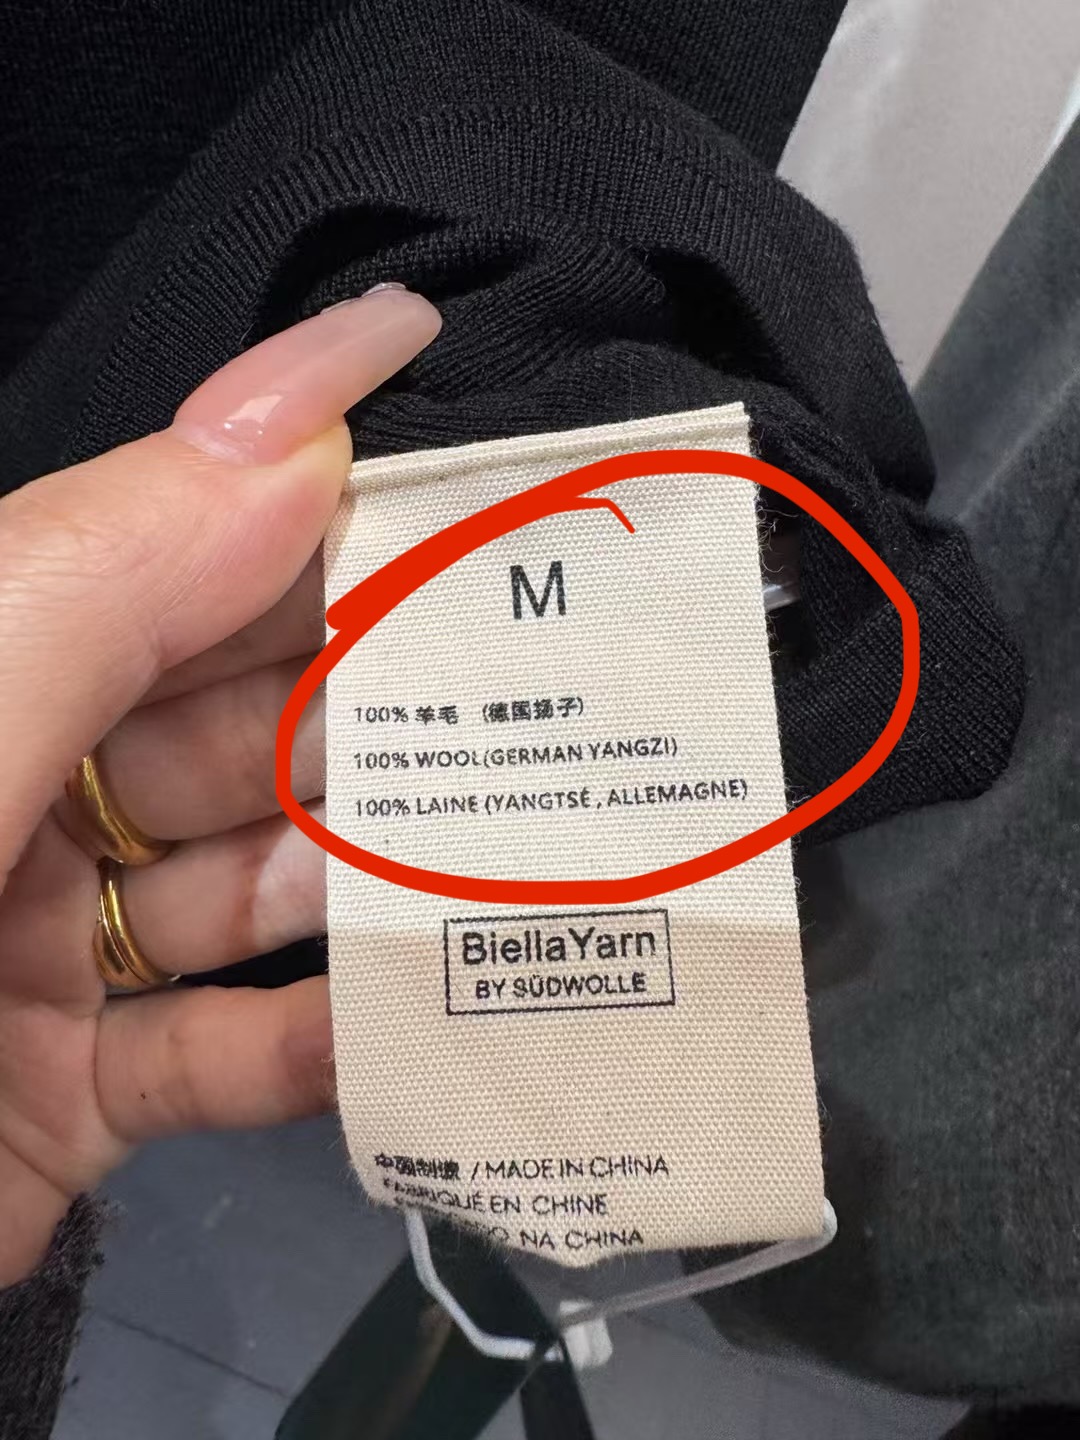 M
100% 羊毛 (德国扬子)
100% WOOL(GERMAN YANGZI)
100% LAINE (YANGTSÉ, ALLEMAGNE)
BiellaYarn
BY SÜDWOLLE
中国制造 / MADE IN CHINA
FABRIQUÉ EN CHINE
NA CHINA